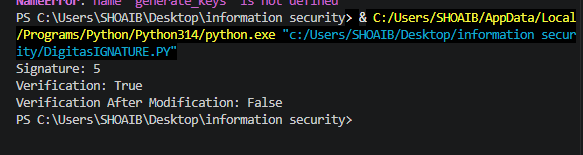 NameError: name 'generate_keys' is not defined
PS C:\Users\SHOAIB\Desktop\information security> & C:/Users/SHOAIB/AppData/Local
/Programs/Python/Python314/python.exe "c:/Users/SHOAIB/Desktop/information secur
ity/DigitasIGNATURE.PY"
Signature: 5
Verification: True
Verification After Modification: False
PS C:\Users\SHOAIB\Desktop\information security>